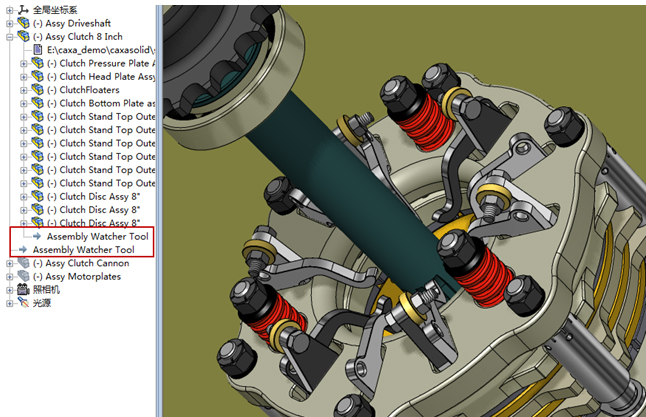 全局坐标系
(-) Assy Driveshaft
(-) Assy Clutch 8 Inch
E:\caxa_demo\caxasolid\
(-) Clutch Pressure Plate A
(-) Clutch Head Plate Assy
(-) ClutchFloaters
(-) Clutch Bottom Plate as
(-) Clutch Stand Top Oute
(-) Clutch Stand Top Oute
(-) Clutch Stand Top Oute
(-) Clutch Stand Top Oute
(-) Clutch Stand Top Oute
(-) Clutch Stand Top Oute
(-) Clutch Disc Assy 8"
(-) Clutch Disc Assy 8"
(-) Clutch Disc Assy 8"
Assembly Watcher Tool
Assembly Watcher Tool
(-) Assy Clutch Cannon
(-) Assy Motorplates
照相机
光源